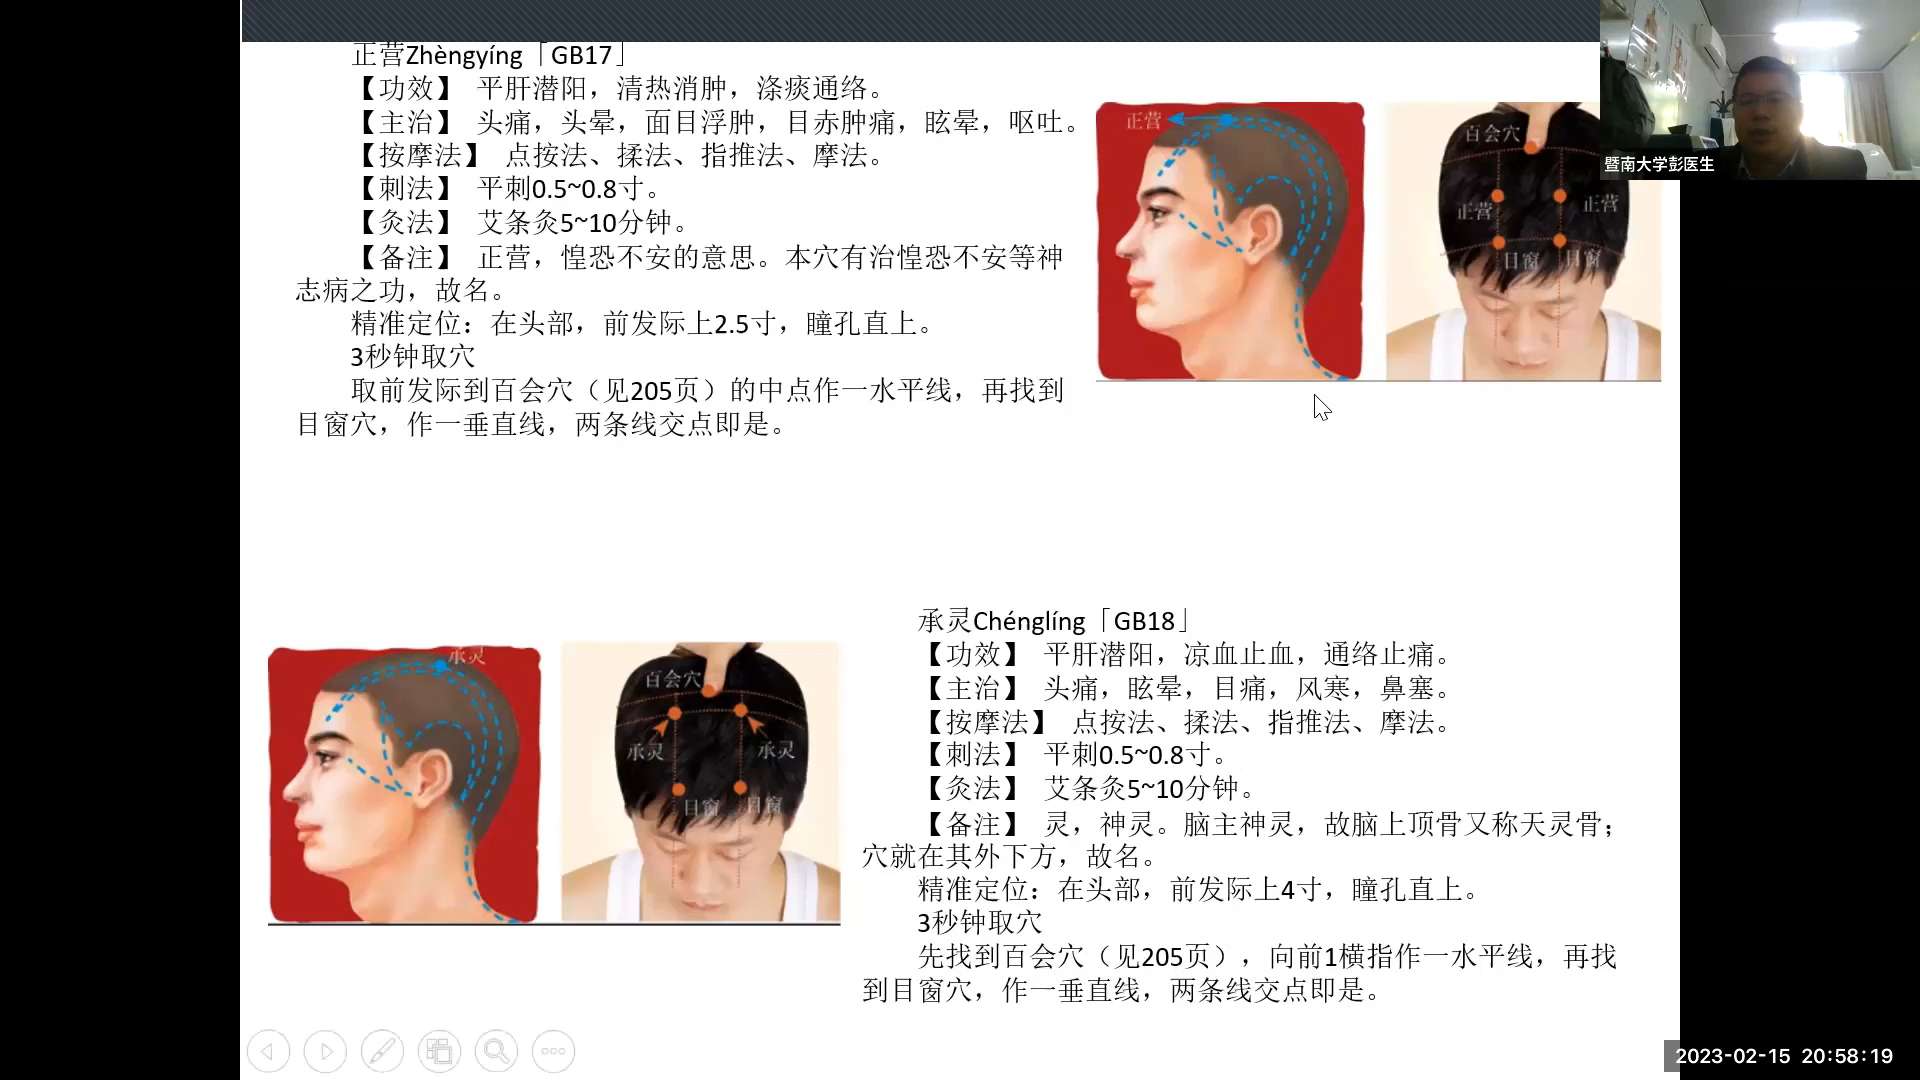 正营Zhèngyíng「GB17」
【功效】 平肝潜阳，清热消肿，涤痰通络。
【主治】 头痛，头晕，面目浮肿，目赤肿痛，眩晕，呕吐。
【按摩法】 点按法、揉法、指推法、摩法。
【刺法】 平刺0.5~0.8寸。
【灸法】 艾条灸5~10分钟。
【备注】 正营，惶恐不安的意思。本穴有治惶恐不安等神
志病之功，故名。
精准定位：在头部，前发际上2.5寸，瞳孔直上。
3秒钟取穴
取前发际到百会穴（见205页）的中点作一水平线，再找到
目窗穴，作一垂直线，两条线交点即是。
正营
百会穴
正营
正营
目窗
目窗
暨南大学彭医生
承灵
百会穴
承灵
承灵
目窗
目窗
承灵Chénglíng「GB18」
【功效】 平肝潜阳，凉血止血，通络止痛。
【主治】 头痛，眩晕，目痛，风寒，鼻塞。
【按摩法】 点按法、揉法、指推法、摩法。
【刺法】 平刺0.5~0.8寸。
【灸法】 艾条灸5~10分钟。
【备注】 灵，神灵。脑主神灵，故脑上顶骨又称天灵骨；
穴就在其外下方，故名。
精准定位：在头部，前发际上4寸，瞳孔直上。
3秒钟取穴
先找到百会穴（见205页），向前1横指作一水平线，再找
到目窗穴，作一垂直线，两条线交点即是。
2023-02-15 20:58:19